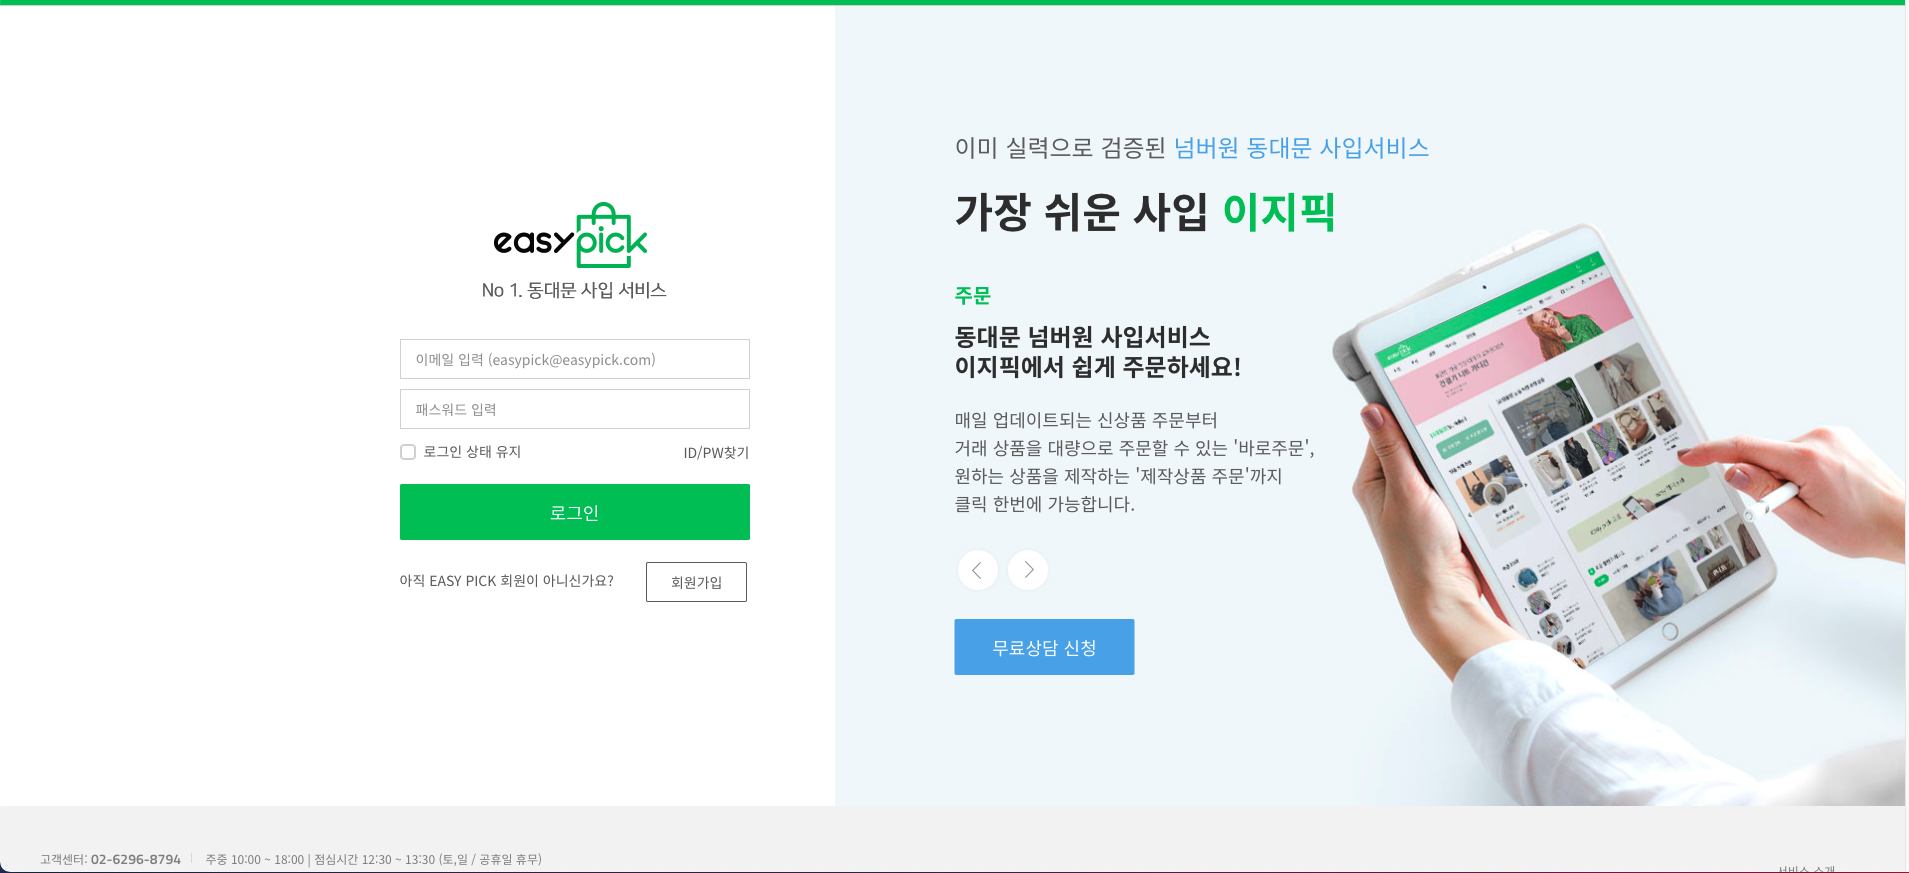 easypick
No 1. 동대문 사입 서비스
이메일 입력 (easypick@easypick.com)
패스워드 입력
로그인 상태 유지
ID/PW찾기
로그인
아직 EASY PICK 회원이 아니신가요?
회원가입
이미 실력으로 검증된 넘버원 동대문 사입서비스
가장 쉬운 사입 이지픽
주문
동대문 넘버원 사입서비스
이지픽에서 쉽게 주문하세요!
매일 업데이트되는 신상품 주문부터
거래 상품을 대량으로 주문할 수 있는 '바로주문',
원하는 상품을 제작하는 '제작상품 주문'까지
클릭 한번에 가능합니다.
무료상담 신청
고객센터: 02-6296-8794
주중 10:00 ~ 18:00 | 점심시간 12:30 ~ 13:30 (토,일 / 공휴일 휴무)
서비스 소개